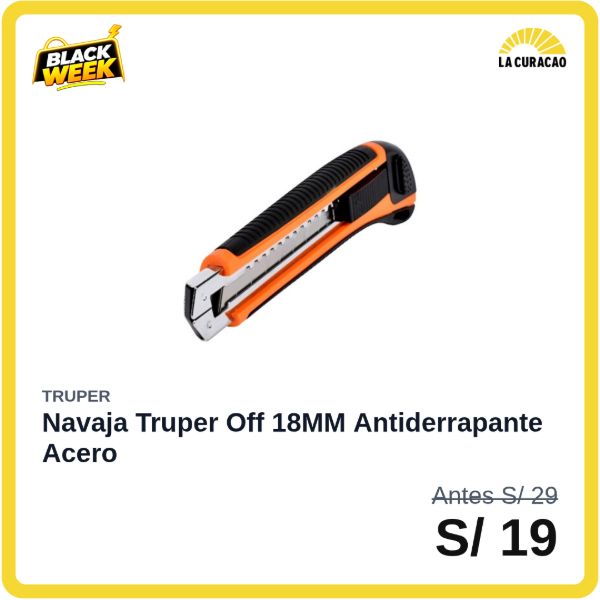 BLACK
WEEK
LA CURACAO
TRUPER
Navaja Truper Off 18MM Antiderrapante
Acero
Antes S/ 29
S/ 19